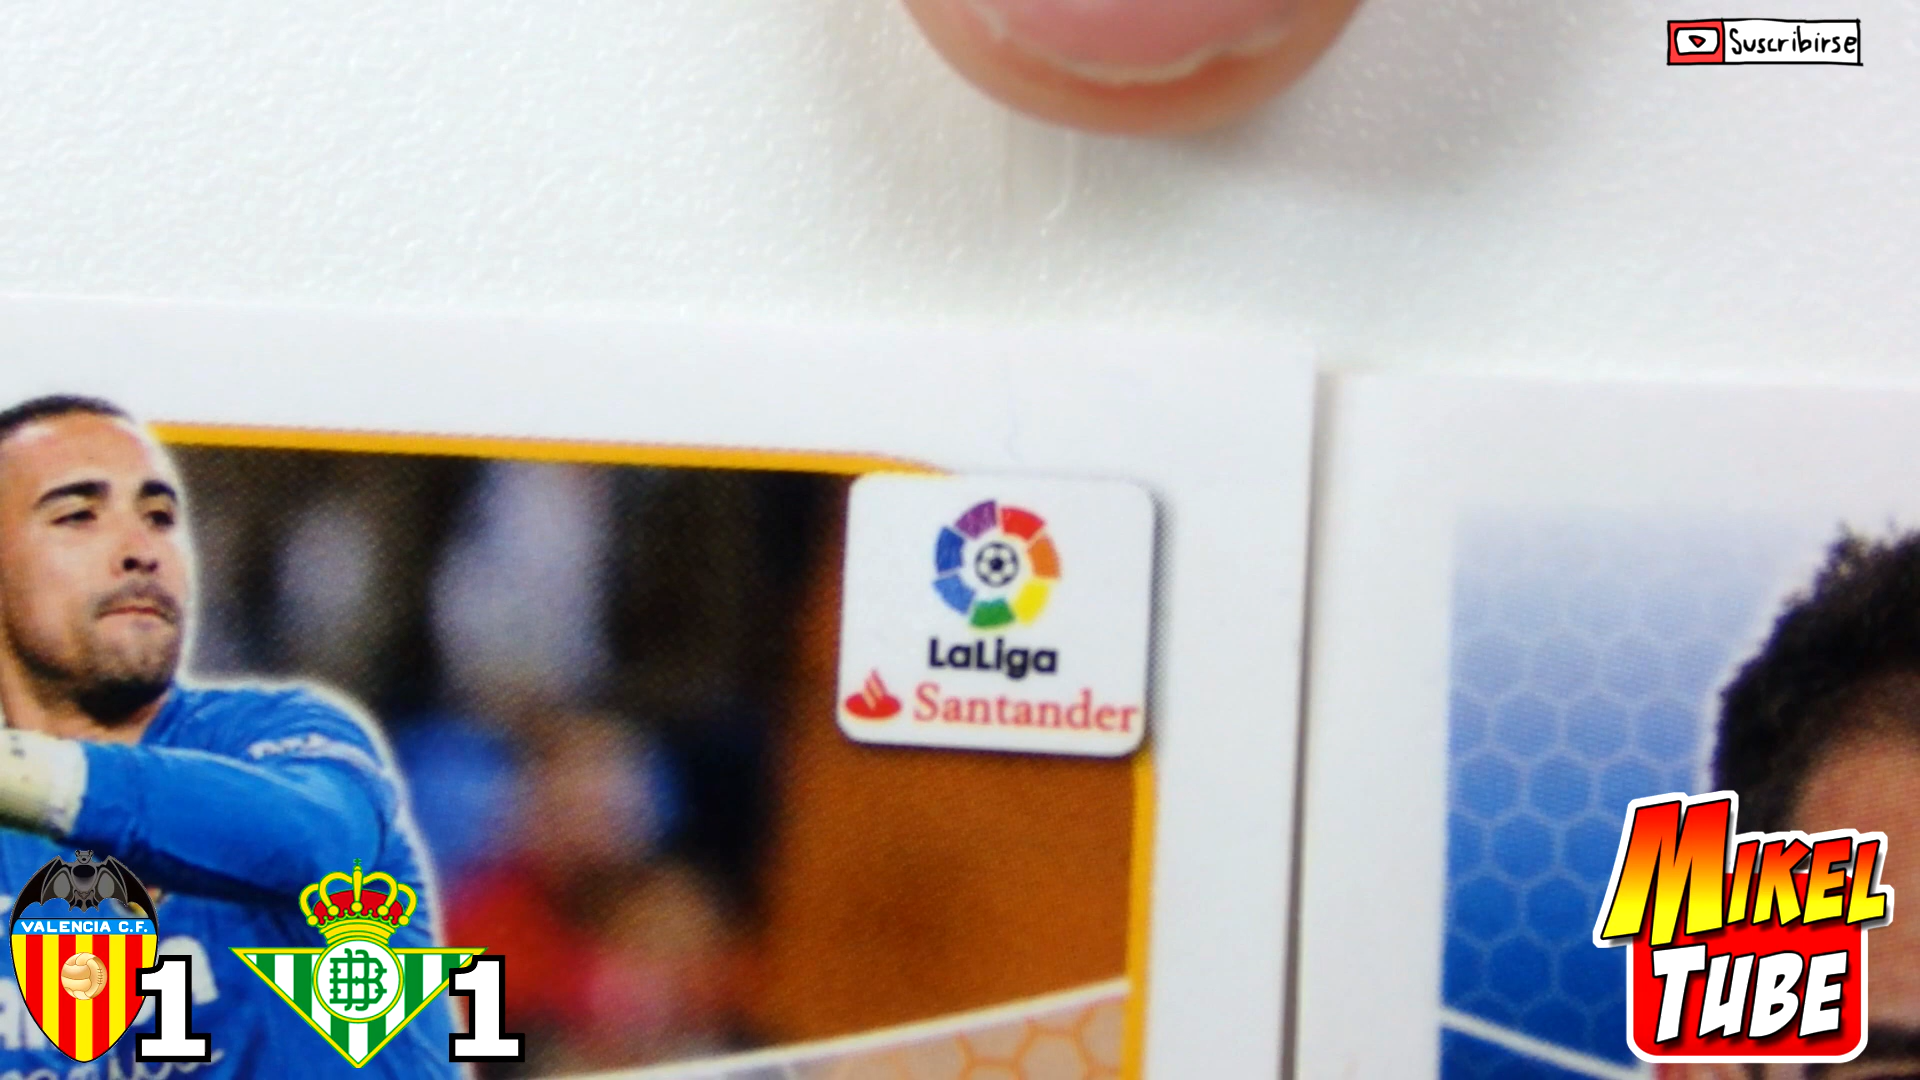 Suscribirse
LaLiga
Santander
VALENCIA C.F.
1
1
MIKEL
TUBE